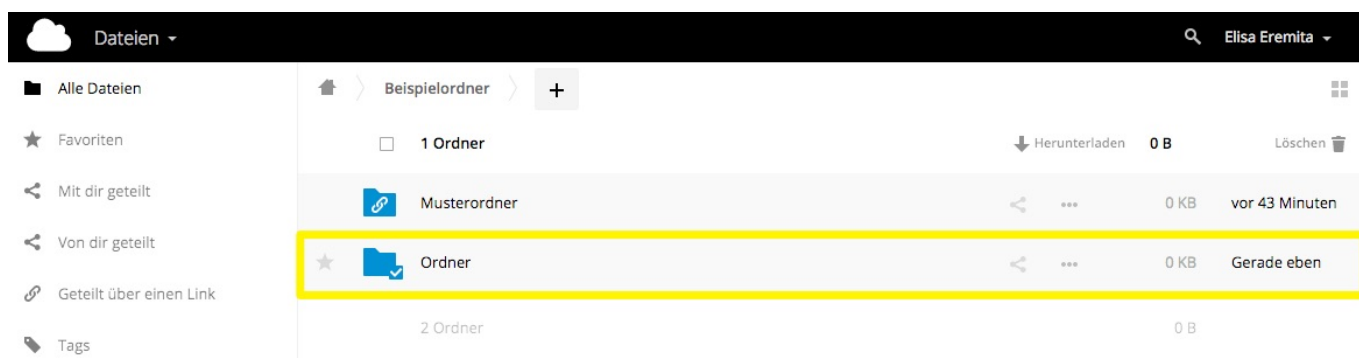 Dateien
Elisa Eremita
Alle Dateien
Beispielordner
+
Favoriten
1 Ordner
Herunterladen
0 B
Löschen
Mit dir geteilt
Musterordner
0 KB
vor 43 Minuten
Von dir geteilt
Ordner
0 KB
Gerade eben
Geteilt über einen Link
2 Ordner
0 B
Tags